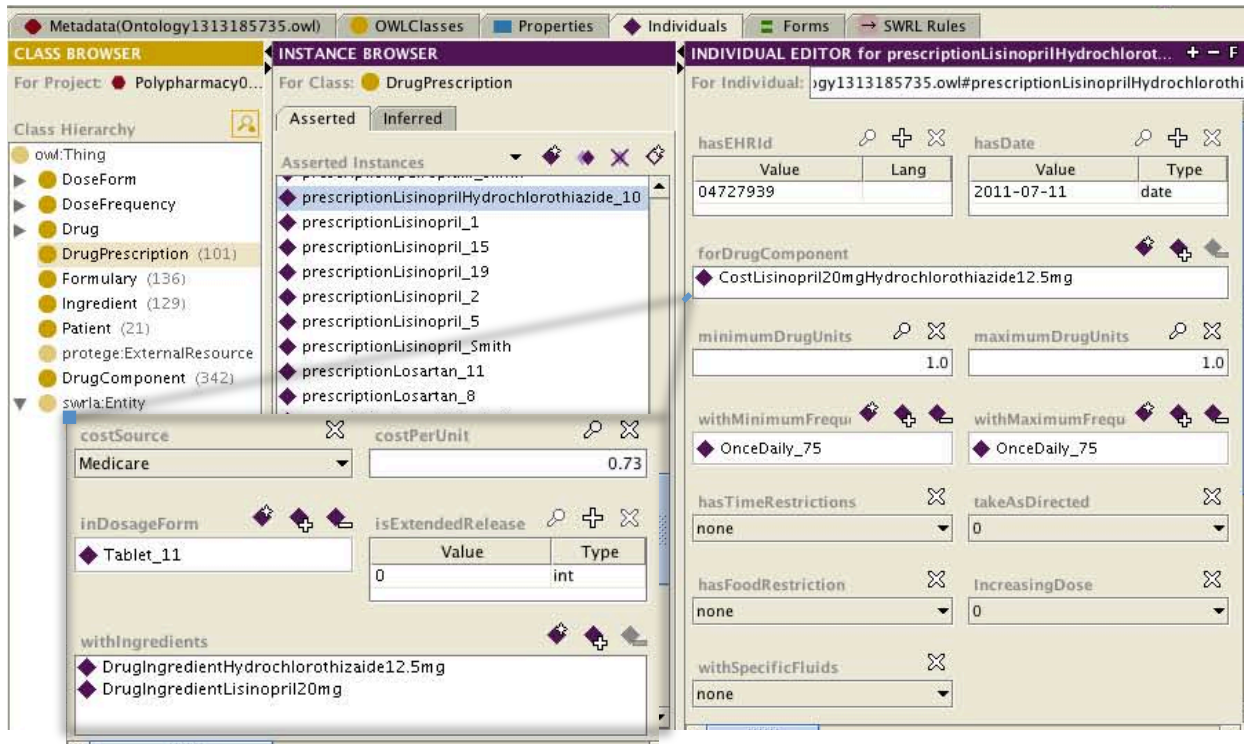 Metadata(Ontology1313185735.owl) OWLClasses Properties Individuals Forms SWRL Rules
CLASS BROWSER
For Project: Polypharmacy0...
Class Hierarchy
owl:Thing
DoseForm
DoseFrequency
Drug
DrugPrescription (101)
Formulary (136)
Ingredient (129)
Patient (21)
protege:ExternalResource
DrugComponent (342)
swrla:Entity
INSTANCE BROWSER
For Class: DrugPrescription
Asserted Inferred
Asserted Instances
prescriptionLisinoprilHydrochlorothiazide_10
prescriptionLisinopril_1
prescriptionLisinopril_15
prescriptionLisinopril_19
prescriptionLisinopril_2
prescriptionLisinopril_5
prescriptionLisinopril_Smith
prescriptionLosartan_11
prescriptionLosartan_8
costSource costPerUnit
Medicare 0.73
inDosageForm isExtendedRelease
Tablet_11 Value Type
0 int
withIngredients
DrugIngredientHydrochlorothizaide12.5mg
DrugIngredientLisinopril20mg
INDIVIDUAL EDITOR for prescriptionLisinoprilHydrochlorot... + - F
For Individual: gy1313185735.owl#prescriptionLisinoprilHydrochlorothi
hasEHRId hasDate
Value Lang Value Type
04727939 2011-07-11 date
forDrugComponent
CostLisinopril20mgHydrochlorothiazide12.5mg
minimumDrugUnits maximumDrugUnits
1.0 1.0
withMinimumFrequ withMaximumFrequ
OnceDaily_75 OnceDaily_75
hasTimeRestrictions takeAsDirected
none 0
hasFoodRestriction IncreasingDose
none 0
withSpecificFluids
none